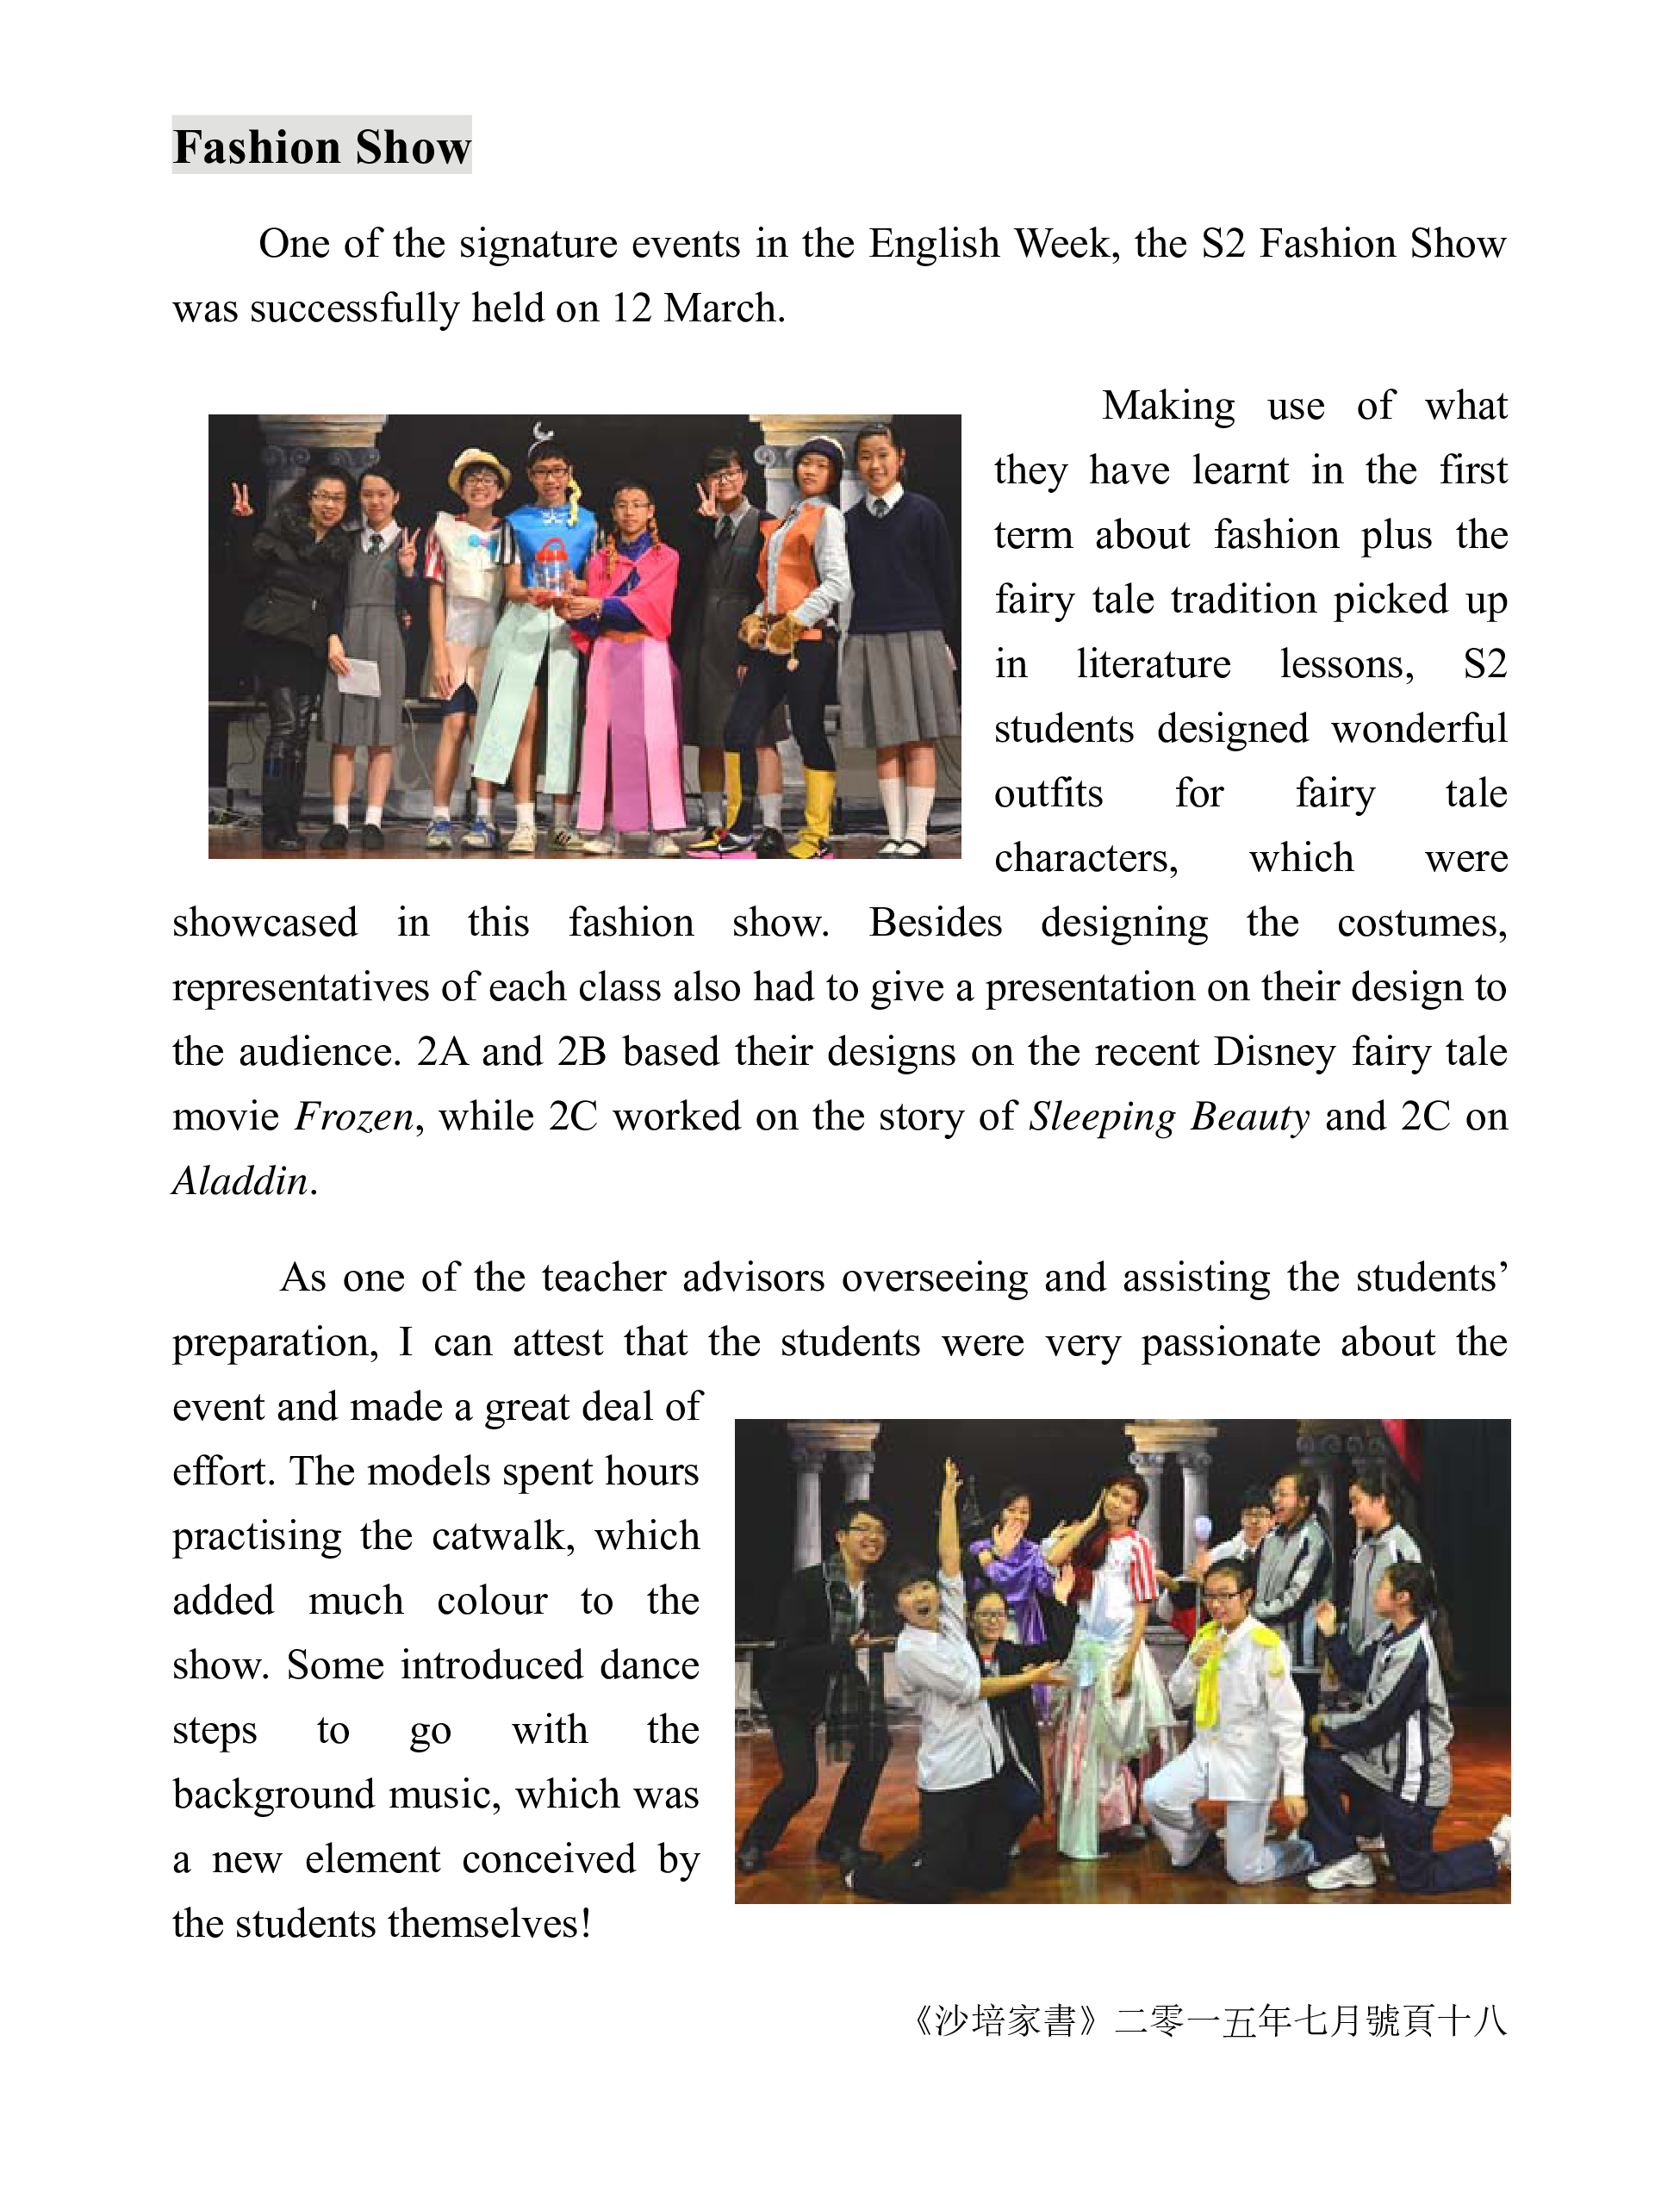 Fashion Show
One of the signature events in the English Week, the S2 Fashion Show
was successfully held on 12 March.
Making use of what
they have learnt in the first
term about fashion plus the
fairy tale tradition picked up
in literature lessons, S2
students designed wonderful
outfits for fairy tale
characters, which were
showcased in this fashion show. Besides designing the costumes,
representatives of each class also had to give a presentation on their design to
the audience. 2A and 2B based their designs on the recent Disney fairy tale
movie Frozen, while 2C worked on the story of Sleeping Beauty and 2C on
Aladdin.
As one of the teacher advisors overseeing and assisting the students’
preparation, I can attest that the students were very passionate about the
event and made a great deal of
effort. The models spent hours
practising the catwalk, which
added much colour to the
show. Some introduced dance
steps to go with the
background music, which was
a new element conceived by
the students themselves!
《沙培家書》二零一五年七月號頁十八